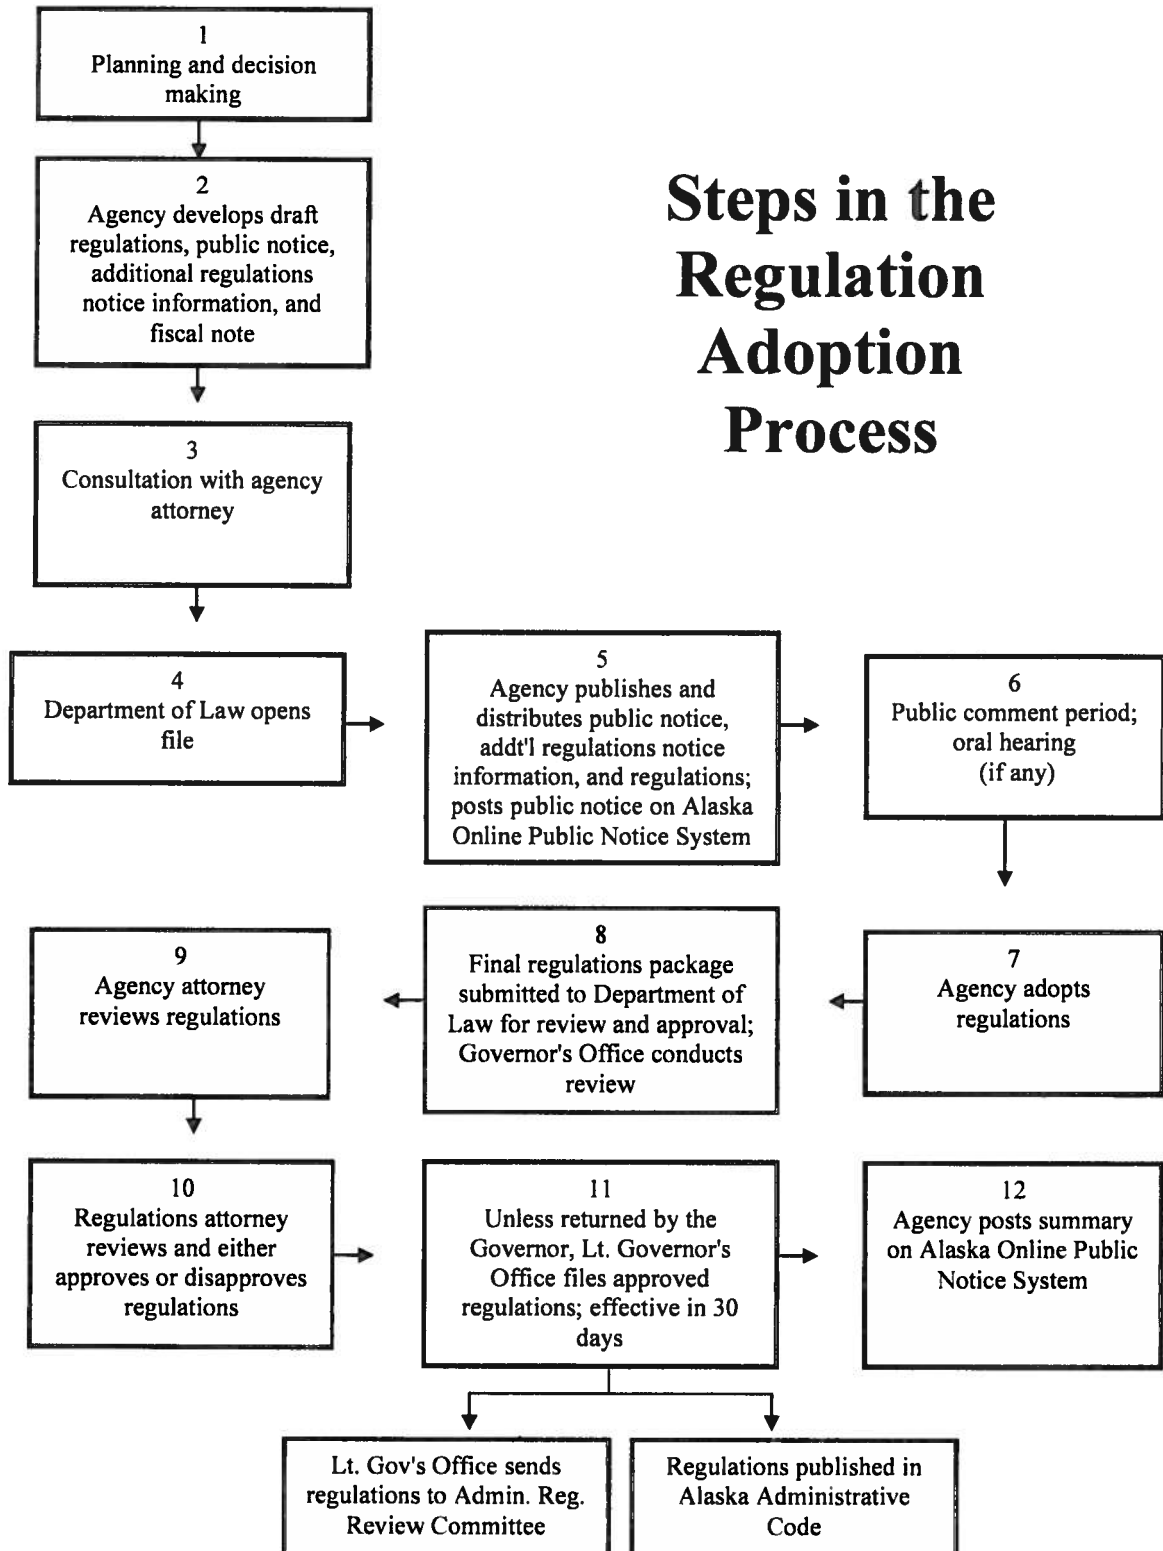 1
Planning and decision
making
2
Agency develops draft
regulations, public notice,
additional regulations
notice information, and
fiscal note
Steps in the
Regulation
Adoption
Process
3
Consultation with agency
attorney
4
Department of Law opens
file
5
Agency publishes and
distributes public notice,
addt'l regulations notice
information, and regulations;
posts public notice on Alaska
Online Public Notice System
6
Public comment period;
oral hearing
(if any)
7
Agency adopts
regulations
8
Final regulations package
submitted to Department of
Law for review and approval;
Governor's Office conducts
review
9
Agency attorney
reviews regulations
10
Regulations attorney
reviews and either
approves or disapproves
regulations
11
Unless returned by the
Governor, Lt. Governor's
Office files approved
regulations; effective in 30
days
12
Agency posts summary
on Alaska Online Public
Notice System
Lt. Gov's Office sends
regulations to Admin. Reg.
Review Committee
Regulations published in
Alaska Administrative
Code